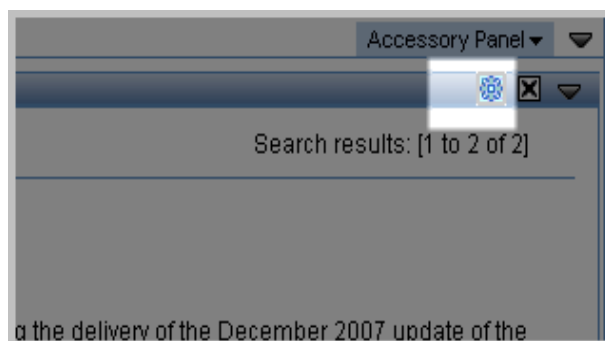 Accessory Panel
Search results: [1 to 2 of 2]
g the delivery of the December 2007 update of the